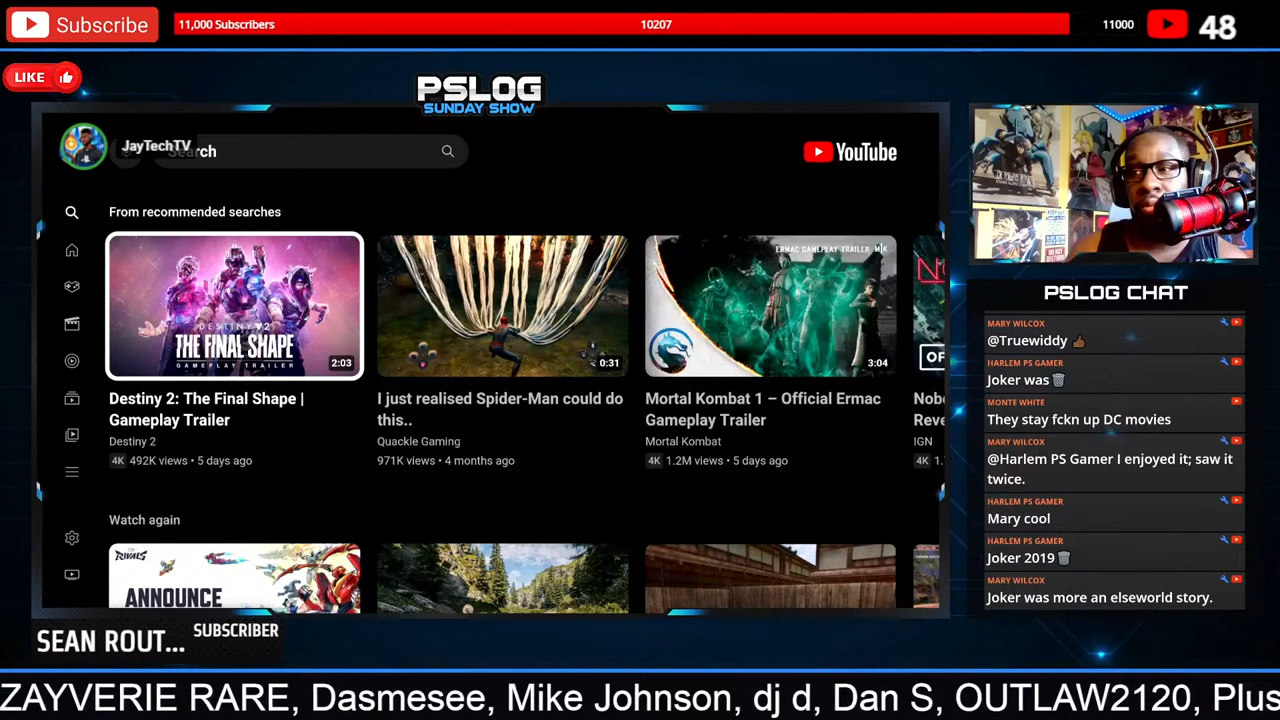 Subscribe
11,000 Subscribers
10207
11000
48
LIKE
PSLOG
SUNDAY SHOW
JayTechTV
Search
YouTube
From recommended searches
DESTINY 2
THE FINAL SHAPE
GAMEPLAY TRAILER
2:03
0:31
ERMAC GAMEPLAY TRAILER
3:04
Destiny 2: The Final Shape |
Gameplay Trailer
Destiny 2
4K 492K views • 5 days ago
I just realised Spider-Man could do
this..
Quackle Gaming
971K views • 4 months ago
Mortal Kombat 1 – Official Ermac
Gameplay Trailer
Mortal Kombat
4K 1.2M views • 5 days ago
Nobo
Reve
IGN
4K 1.
Watch again
RIVALS
ANNOUNCE
PSLOG CHAT
MARY WILCOX
@Truewiddy 👍🏾
HARLEM PS GAMER
Joker was🗑️
MONTE WHITE
They stay fckn up DC movies
MARY WILCOX
@Harlem PS Gamer I enjoyed it; saw it
twice.
HARLEM PS GAMER
Mary cool
HARLEM PS GAMER
Joker 2019 🗑️
MARY WILCOX
Joker was more an elseworld story.
SEAN ROUT...
SUBSCRIBER
ZAYVERIE RARE, Dasmesee, Mike Johnson, dj d, Dan S, OUTLAW2120, Plus